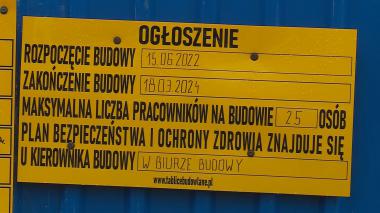 OGŁOSZENIE
ROZPOCZĘCIE BUDOWY 15.06.2022
ZAKOŃCZENIE BUDOWY 18.03.2024
MAKSYMALNA LICZBA PRACOWNIKÓW NA BUDOWIE 25 OSÓB
PLAN BEZPIECZEŃSTWA I OCHRONY ZDROWIA ZNAJDUJE SIĘ
U KIEROWNIKA BUDOWY W BIURZE BUDOWY
www.tablicebudowlane.pl